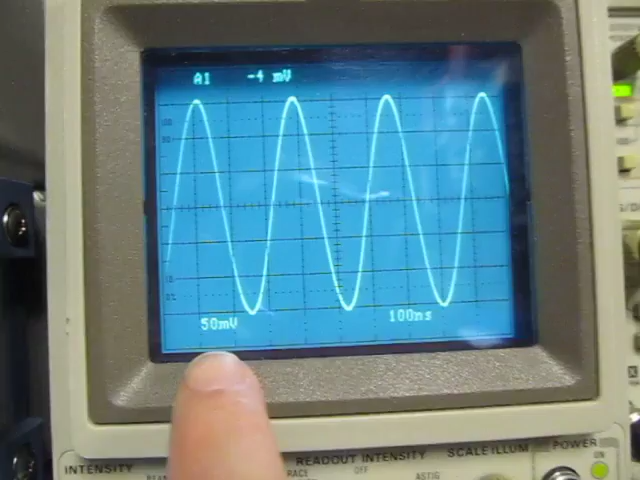 A1 -4 mV
50mV 100ns
INTENSITY
READOUT INTENSITY
SCALE ILLUM
POWER
OFF
ASTIG
ON